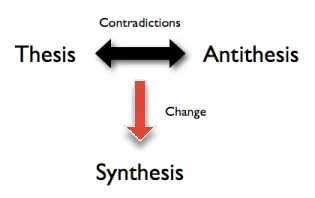 Contradictions
Thesis
Antithesis
Change
Synthesis